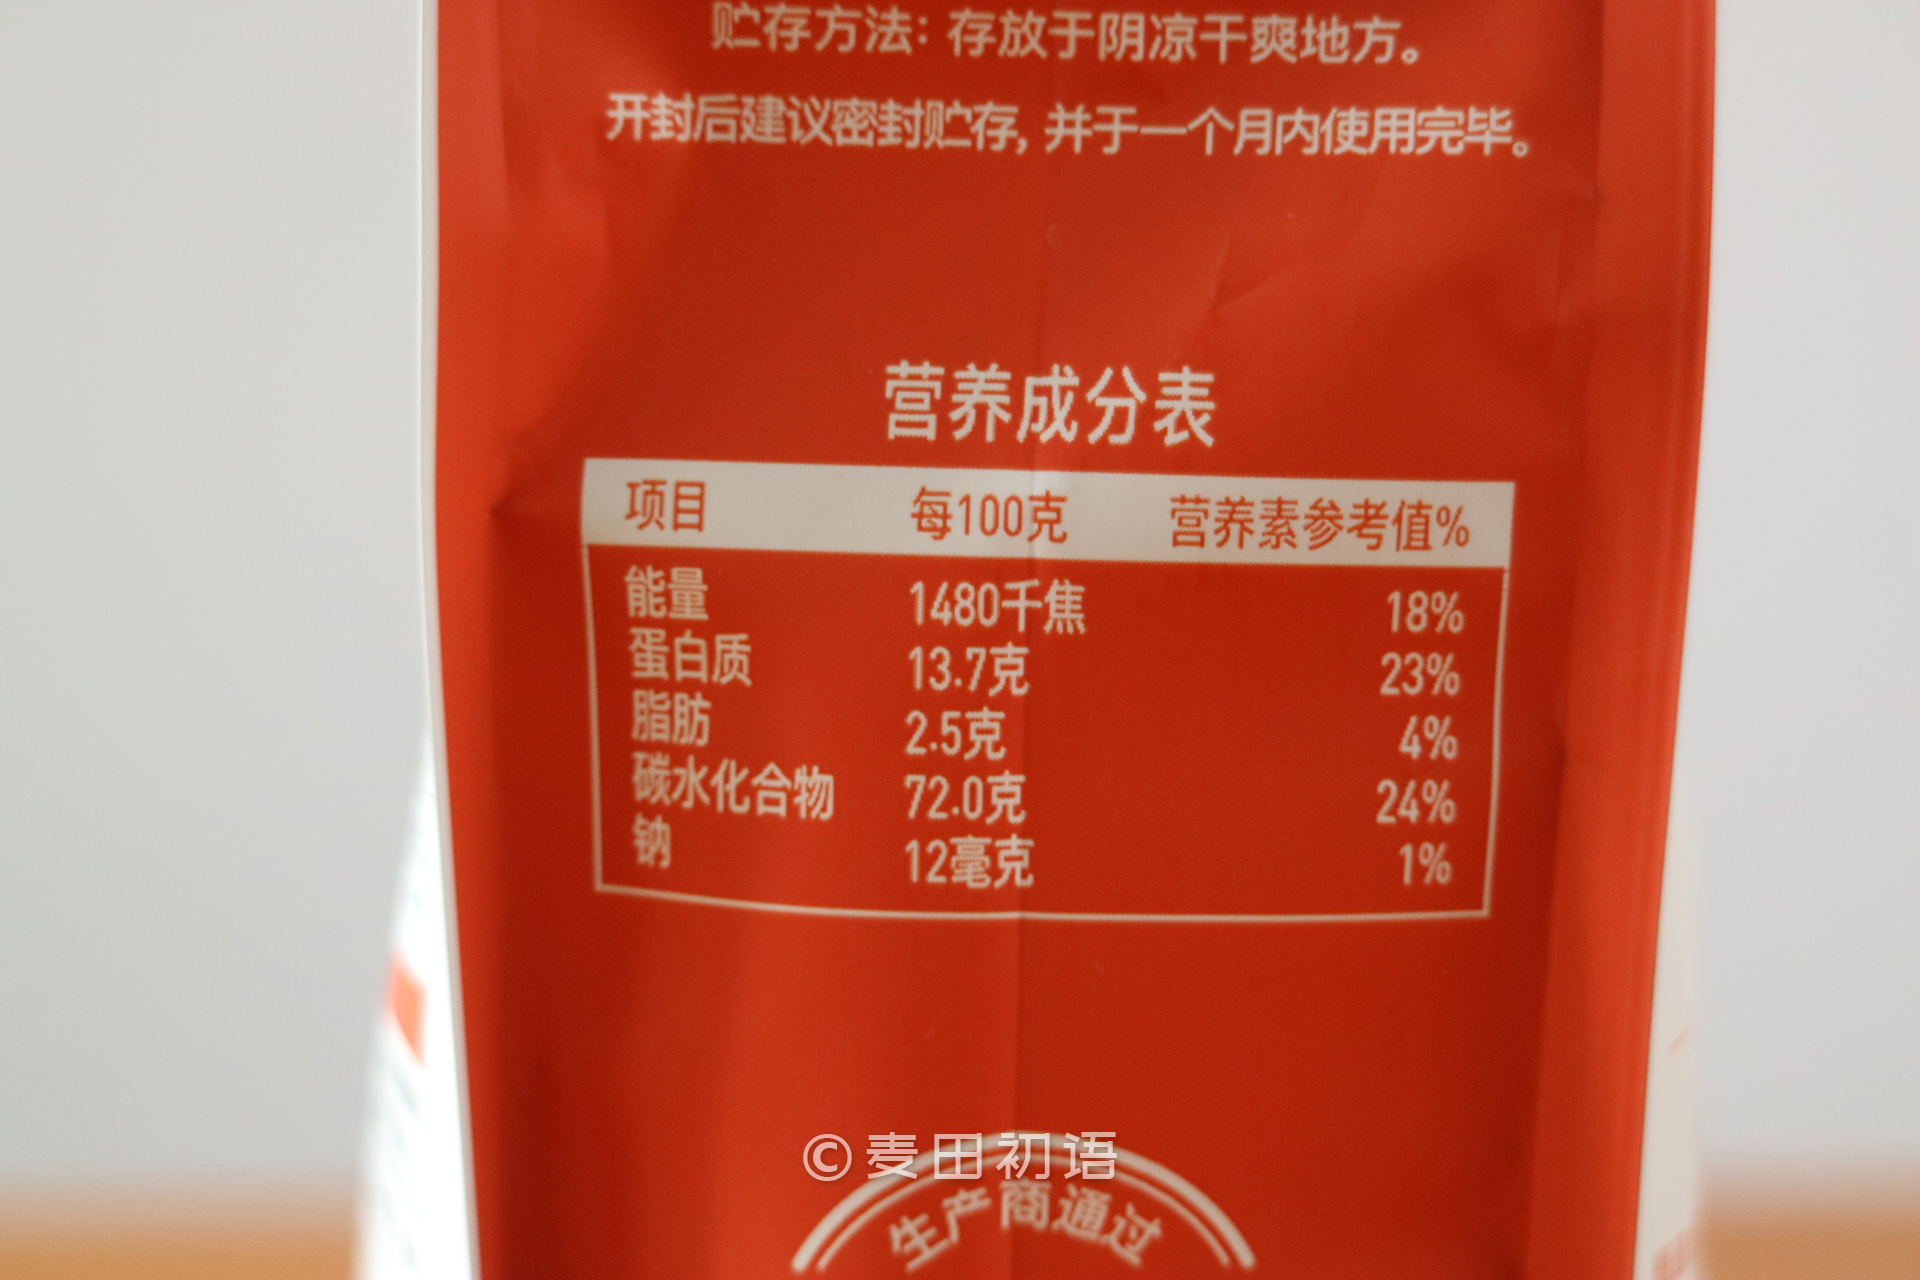 贮存方法：存放于阴凉干爽地方。
开封后建议密封贮存，并于一个月内使用完毕。
营养成分表
项目 每100克 营养素参考值%
能量 1480千焦 18%
蛋白质 13.7克 23%
脂肪 2.5克 4%
碳水化合物 72.0克 24%
钠 12毫克 1%
©麦田初语
生产商通过